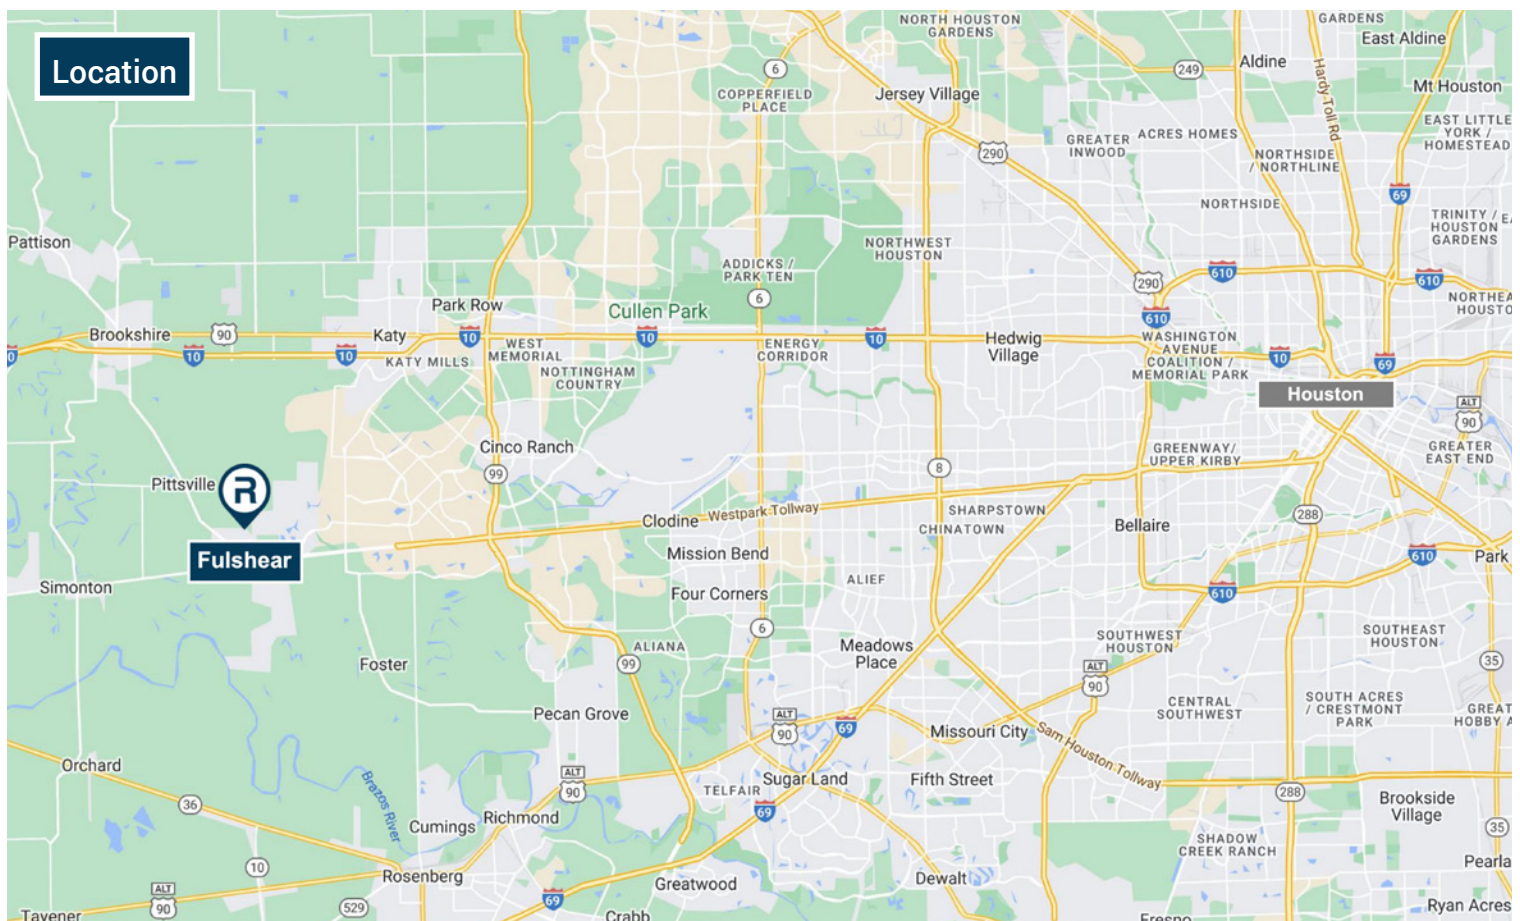 Location
NORTH HOUSTON
GARDENS
GARDENS
East Aldine
6
249
Aldine
Hardy Toll Rd
Mt Houston
COPPERFIELD
PLACE
Jersey Village
EAST LITTLE
YORK /
HOMESTEAD
290
GREATER
INWOOD
ACRES HOMES
NORTHSIDE
/ NORTHLINE
69
NORTHSIDE
TRINITY /
HOUSTON
GARDENS
Pattison
NORTHWEST
HOUSTON
ADDICKS /
PARK TEN
290
610
610
6
Park Row
Cullen Park
610
Brookshire
90
Katy
10
10
10
Hedwig
Village
WASHINGTON
AVENUE
COALITION /
MEMORIAL PARK
10
10
KATY MILLS
WEST
MEMORIAL
ENERGY
CORRIDOR
10
69
NOTTINGHAM
COUNTRY
Houston
ALT
90
Cinco Ranch
GREENWAY/
UPPER KIRBY
GREATER
EAST END
99
8
Pittsville
R
Fulshear
Clodine
Westpark Tollway
SHARPSTOWN
CHINATOWN
Bellaire
288
Mission Bend
610
Park
Simonton
Four Corners
ALIEF
610
6
SOUTHWEST
HOUSTON
SOUTHEAST
HOUSTON
Foster
99
ALIANA
Meadows
Place
ALT
90
35
Pecan Grove
ALT
90
69
Missouri City
CENTRAL
SOUTHWEST
SOUTH ACRES
/ CRESTMONT
PARK
Sam Houston Tollway
Orchard
Brazos River
ALT
90
Sugar Land
Fifth Street
TELFAIR
288
36
69
Brookside
Village
Cumings
Richmond
35
SHADOW
CREEK RANCH
10
Rosenberg
Greatwood
Dewalt
ALT
90
529
69
Tavener
Crabb
Fresno
Ryan Acres